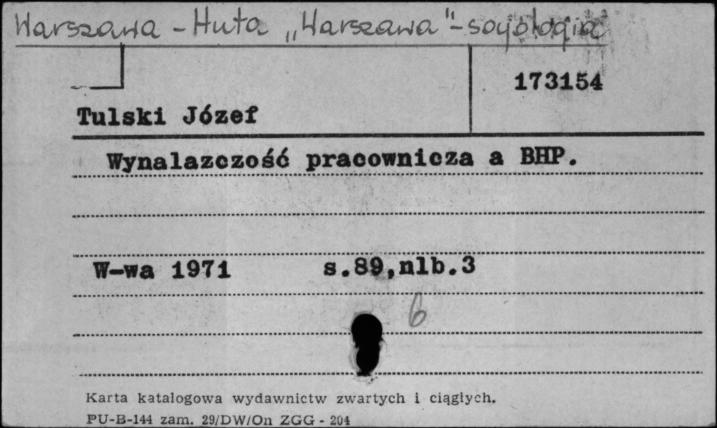 Warszawa - Huta „Warszawa" - socjologia
173154
Tulski Józef
Wynalazczość pracownicza a BHP.
W-wa 1971 s.89,nlb.3
6
Karta katalogowa wydawnictw zwartych i ciągłych.
PU-B-144 zam. 29/DW/On ZGG - 204